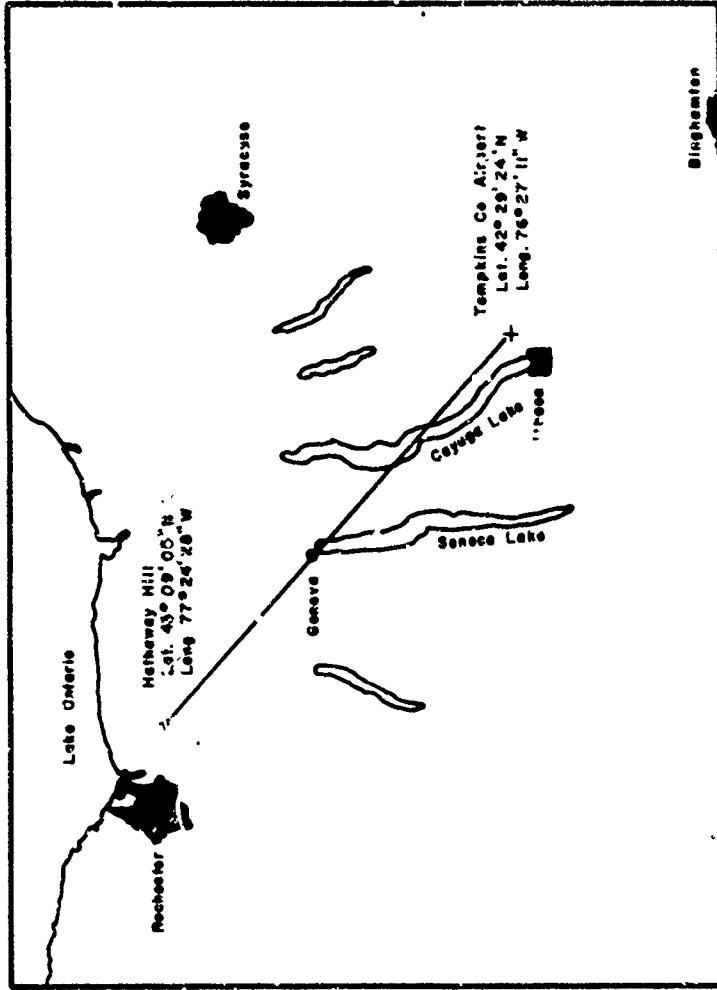 Lake Ontario
Hathaway Hill
Lat. 43° 09' 05" N
Long 77° 24' 28" W
Rochester
Syracuse
Geneva
Cayuga Lake
Seneca Lake
Tompkins Co Airport
Lat. 42° 29' 24" N
Long. 76° 27' 11" W
Binghamton